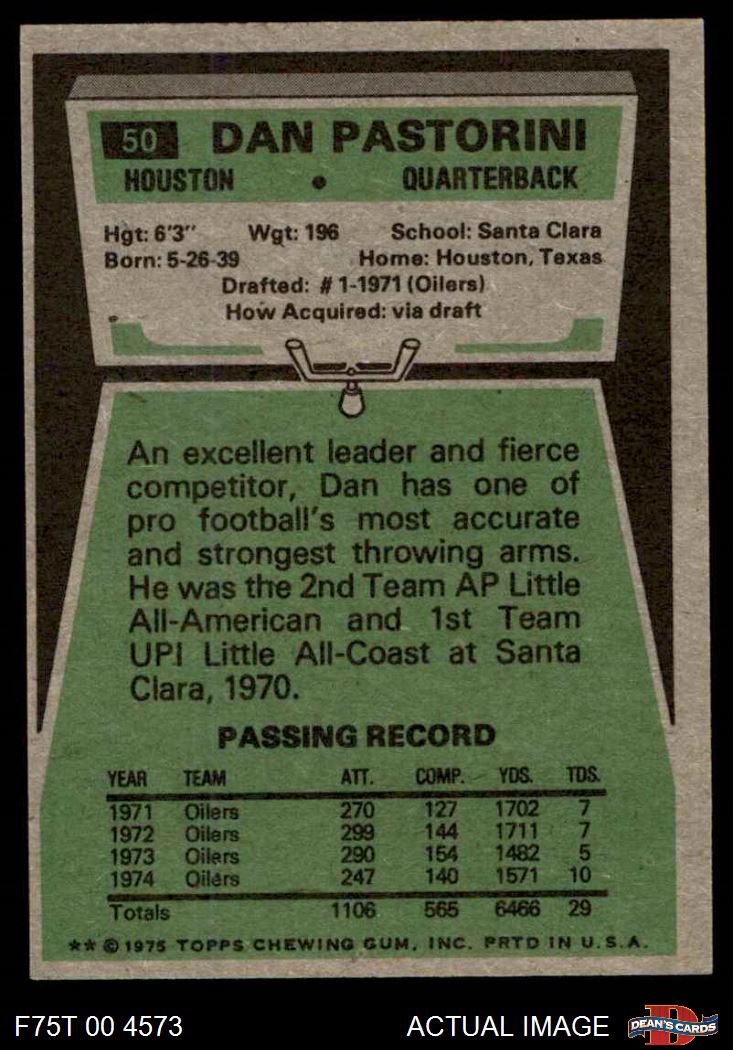 50 DAN PASTORINI
HOUSTON • QUARTERBACK
Hgt: 6'3" Wgt: 196 School: Santa Clara
Born: 5-26-39 Home: Houston, Texas
Drafted: #1-1971 (Oilers)
How Acquired: via draft
An excellent leader and fierce
competitor, Dan has one of
pro football's most accurate
and strongest throwing arms.
He was the 2nd Team AP Little
All-American and 1st Team
UPI Little All-Coast at Santa
Clara, 1970.
PASSING RECORD
YEAR TEAM ATT. COMP. YDS. TDS.
1971 Oilers 270 127 1702 7
1972 Oilers 299 144 1711 7
1973 Oilers 290 154 1482 5
1974 Oilers 247 140 1571 10
Totals 1106 565 6466 29
** © 1975 TOPPS CHEWING GUM, INC. PRTD IN U.S.A.
F75T 00 4573 ACTUAL IMAGE DEAN'S CARDS